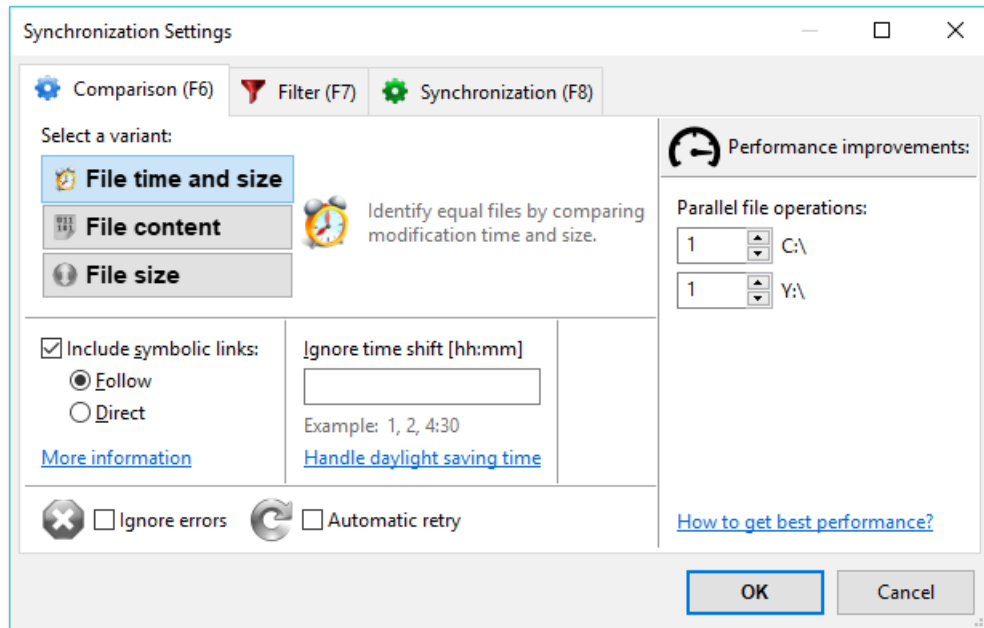 Synchronization Settings
Comparison (F6)
Filter (F7)
Synchronization (F8)
Select a variant:
File time and size
File content
File size
Identify equal files by comparing
modification time and size.
Include symbolic links:
Follow
Direct
More information
Ignore time shift [hh:mm]
Example: 1, 2, 4:30
Handle daylight saving time
Ignore errors
Automatic retry
Performance improvements:
Parallel file operations:
1 C:\
1 Y:\
How to get best performance?
OK
Cancel